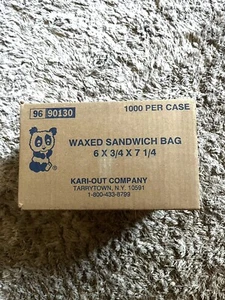 96 90130
1000 PER CASE
WAXED SANDWICH BAG
6 X 3/4 X 7 1/4
KARI-OUT COMPANY
TARRYTOWN, N.Y. 10591
1-800-433-8799